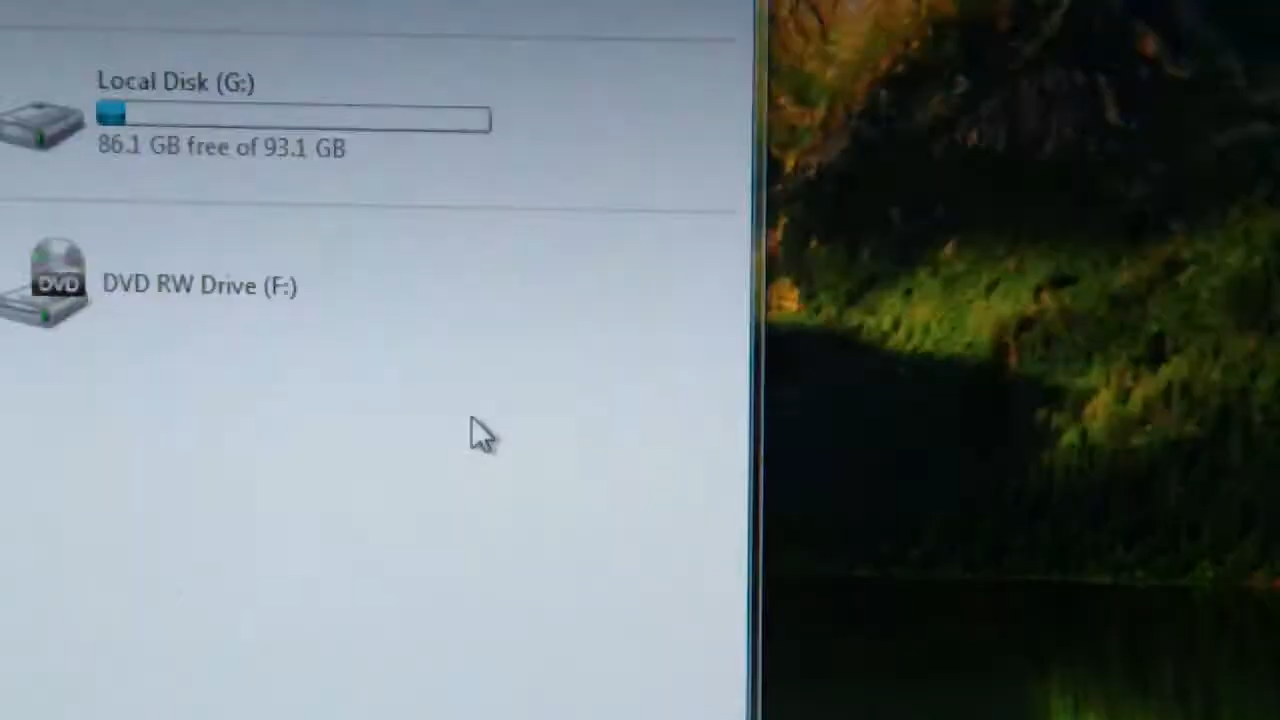 Local Disk (G:)
86.1 GB free of 93.1 GB
DVD
DVD RW Drive (F:)